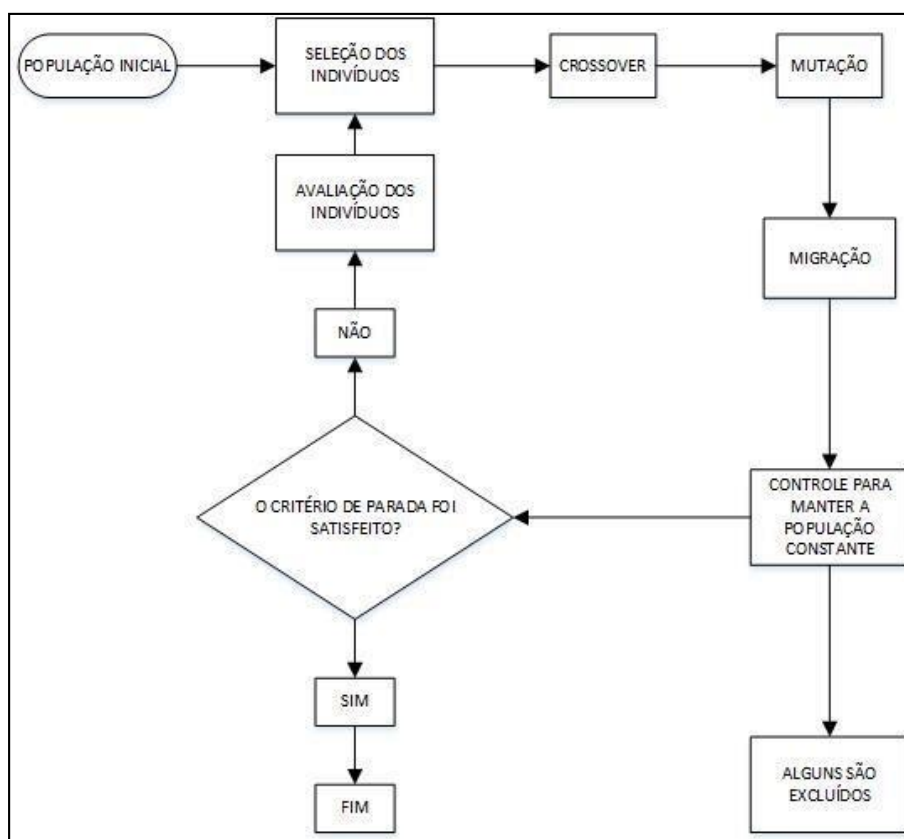 POPULAÇÃO INICIAL
SELEÇÃO DOS
INDIVÍDUOS
CROSSOVER
MUTAÇÃO
AVALIAÇÃO DOS
INDIVÍDUOS
MIGRAÇÃO
NÃO
O CRITÉRIO DE PARADA FOI
SATISFEITO?
CONTROLE PARA
MANTER A
POPULAÇÃO
CONSTANTE
SIM
FIM
ALGUNS SÃO
EXCLUÍDOS